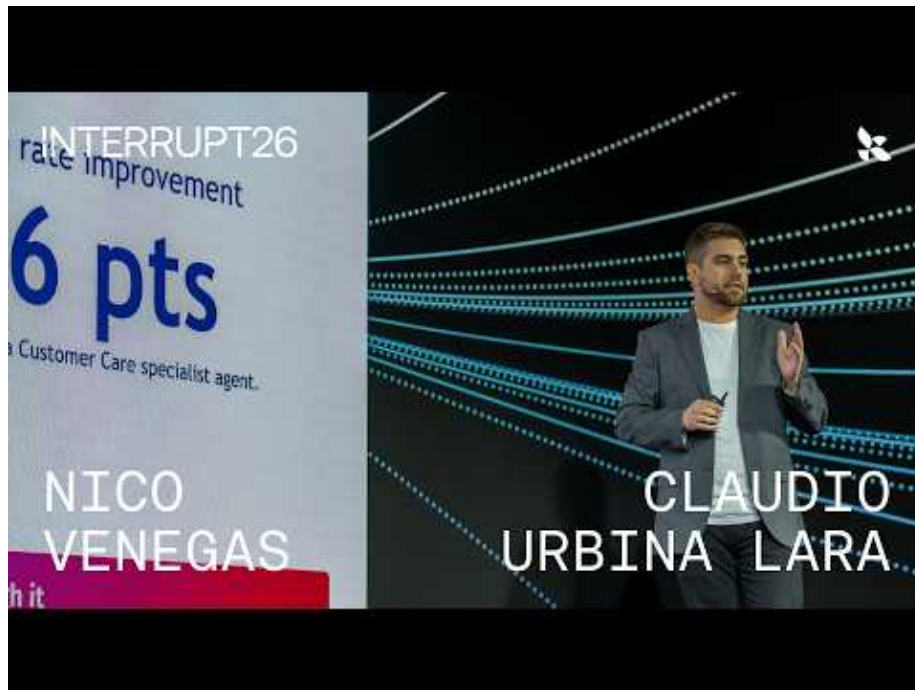 INTERRUPT26
rate improvement
6 pts
a Customer Care specialist agent.
NICO
VENEGAS
CLAUDIO
URBINA LARA
h it